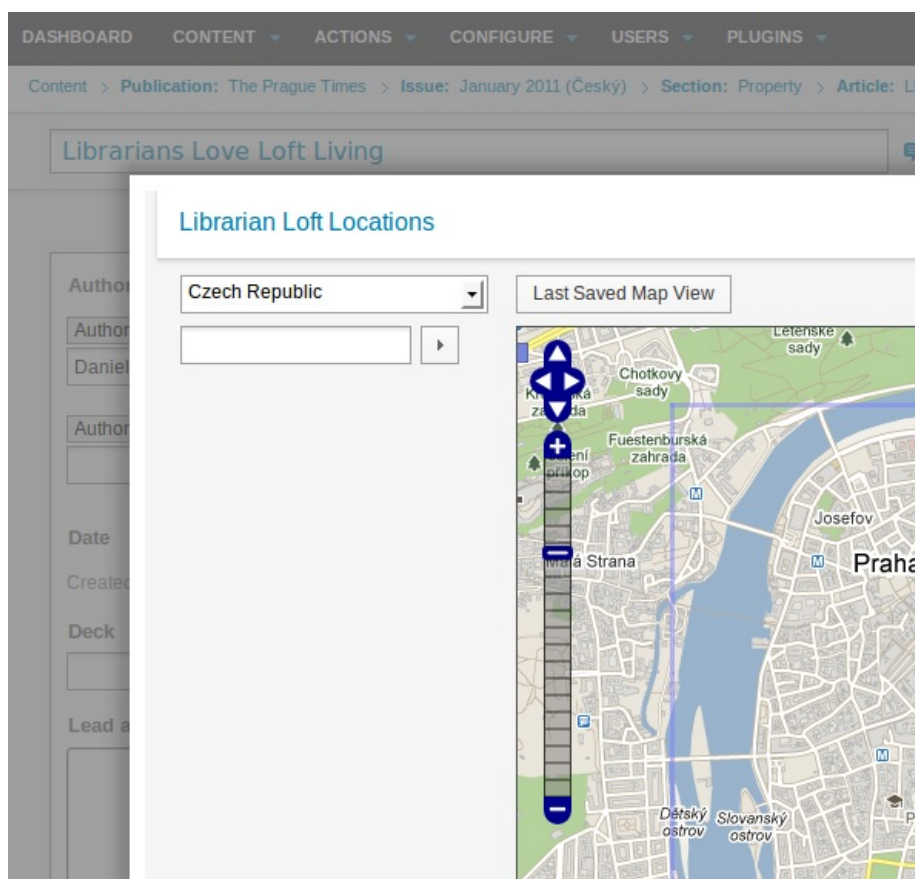 DASHBOARD CONTENT ACTIONS CONFIGURE USERS PLUGINS
Content > Publication: The Prague Times > Issue: January 2011 (Český) > Section: Property > Article:
Librarians Love Loft Living
Librarian Loft Locations
Czech Republic
Last Saved Map View
Author
Author
Daniel
Author
Date
Created
Deck
Lead
Letenské
sady
Chotkovy
sady
Fuerstenburská
zahrada
příkop
Josefov
Malá Strana
Praha
Dětský
ostrov
Slovanský
ostrov